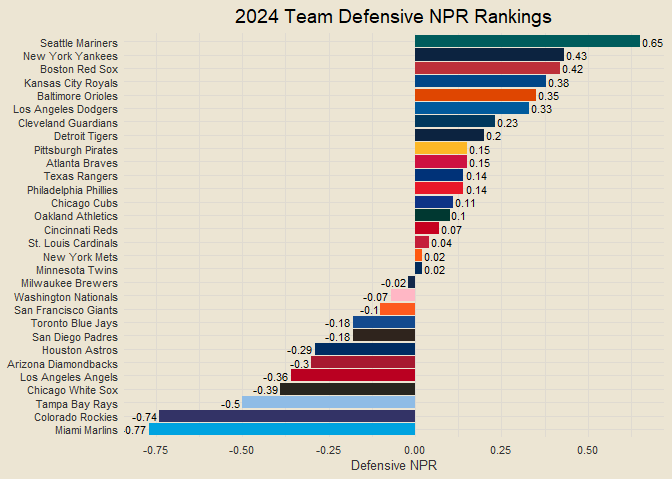 2024 Team Defensive NPR Rankings
Seattle Mariners 0.65
New York Yankees 0.43
Boston Red Sox 0.42
Kansas City Royals 0.38
Baltimore Orioles 0.35
Los Angeles Dodgers 0.33
Cleveland Guardians 0.23
Detroit Tigers 0.2
Pittsburgh Pirates 0.15
Atlanta Braves 0.15
Texas Rangers 0.14
Philadelphia Phillies 0.14
Chicago Cubs 0.11
Oakland Athletics 0.1
Cincinnati Reds 0.07
St. Louis Cardinals 0.04
New York Mets 0.02
Minnesota Twins 0.02
Milwaukee Brewers -0.02
Washington Nationals -0.07
San Francisco Giants -0.1
Toronto Blue Jays -0.18
San Diego Padres -0.18
Houston Astros -0.29
Arizona Diamondbacks -0.3
Los Angeles Angels -0.36
Chicago White Sox -0.39
Tampa Bay Rays -0.5
Colorado Rockies -0.74
Miami Marlins -0.77
-0.75 -0.50 -0.25 0.00 0.25 0.50
Defensive NPR